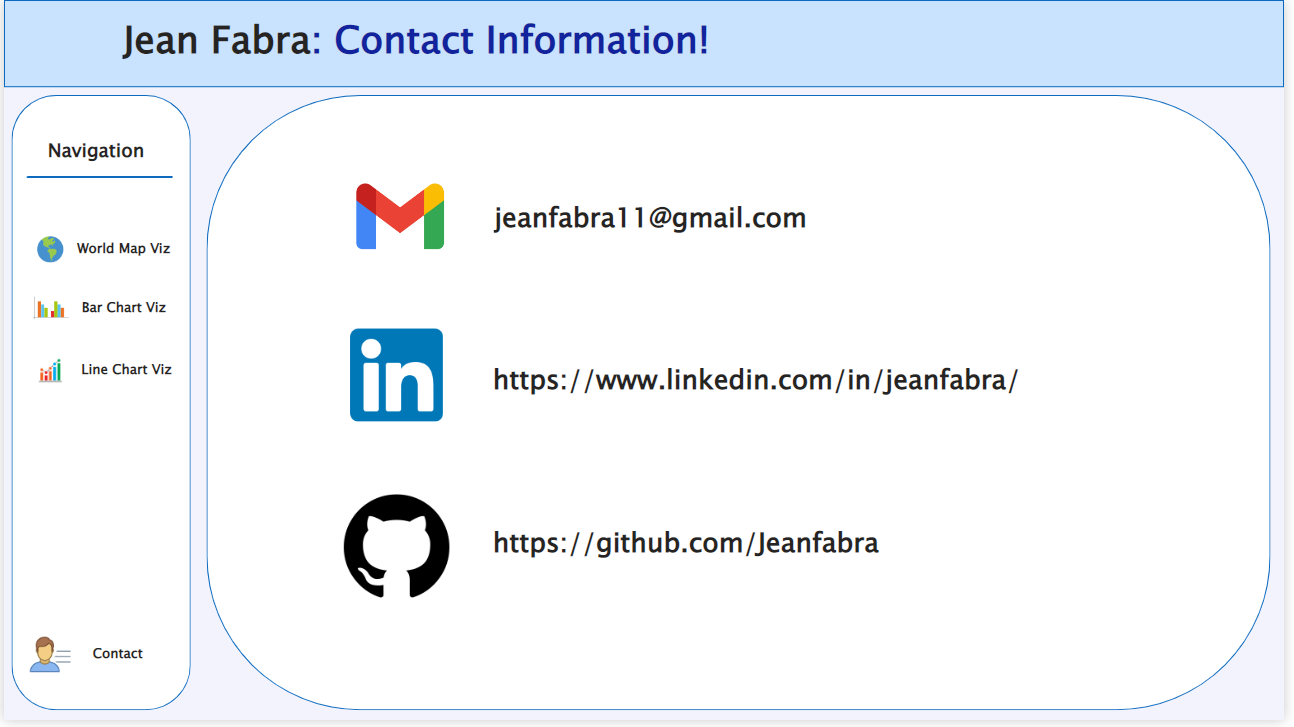 Jean Fabra: Contact Information!
Navigation
World Map Viz
Bar Chart Viz
Line Chart Viz
Contact
jeanfabra11@gmail.com
in
https://www.linkedin.com/in/jeanfabra/
https://github.com/Jeanfabra